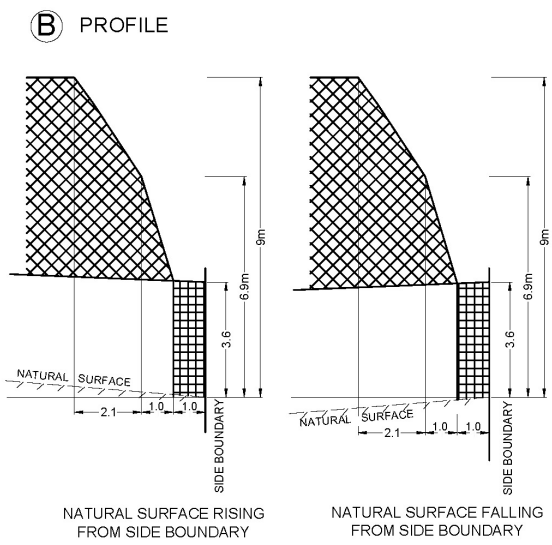 B PROFILE
9m
6.9m
3.6
NATURAL SURFACE
2.1
1.0
1.0
SIDE BOUNDARY
NATURAL SURFACE RISING
FROM SIDE BOUNDARY
9m
6.9m
3.6
NATURAL SURFACE
2.1
1.0
1.0
SIDE BOUNDARY
NATURAL SURFACE FALLING
FROM SIDE BOUNDARY